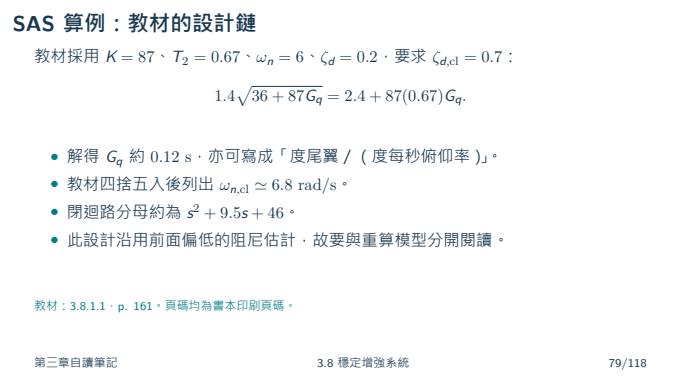 SAS 算例：教材的設計鏈
教材採用 K = 87、T₂ = 0.67、ωₙ = 6、ζ_d = 0.2，要求 ζ_{d,cl} = 0.7：
1.4√(36 + 87G_q) = 2.4 + 87(0.67)G_q.
• 解得 G_q 約 0.12 s，亦可寫成「度尾翼 /（度每秒俯仰率）」。
• 教材四捨五入後列出 ω_{n,cl} ≃ 6.8 rad/s。
• 閉迴路分母約為 s² + 9.5s + 46。
• 此設計沿用前面偏低的阻尼估計，故要與重算模型分開閱讀。
教材：3.8.1.1，p. 161。頁碼均為書本印刷頁碼。
第三章自讀筆記 3.8 穩定增強系統 79/118